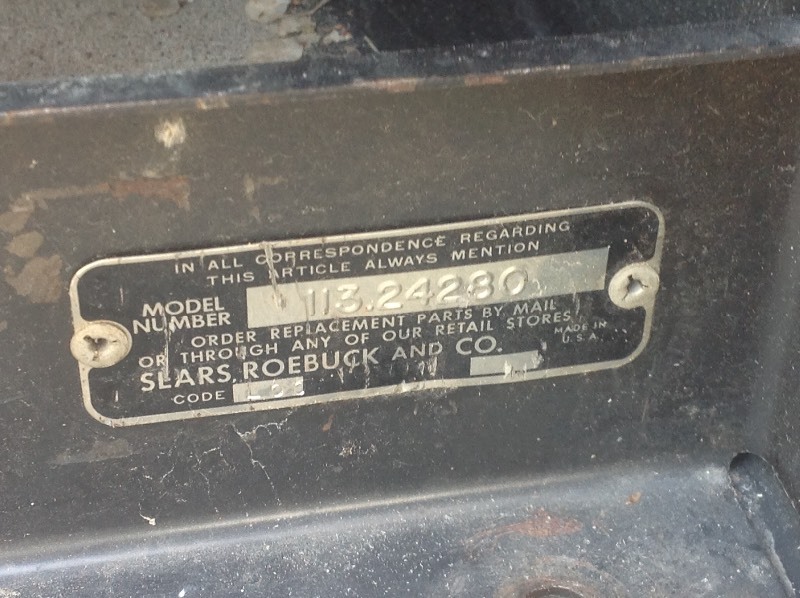 IN ALL CORRESPONDENCE REGARDING
THIS ARTICLE ALWAYS MENTION
MODEL NUMBER 113.24280
ORDER REPLACEMENT PARTS BY MAIL
OR THROUGH ANY OF OUR RETAIL STORES
SEARS, ROEBUCK AND CO.
MADE IN U.S.A.
CODE